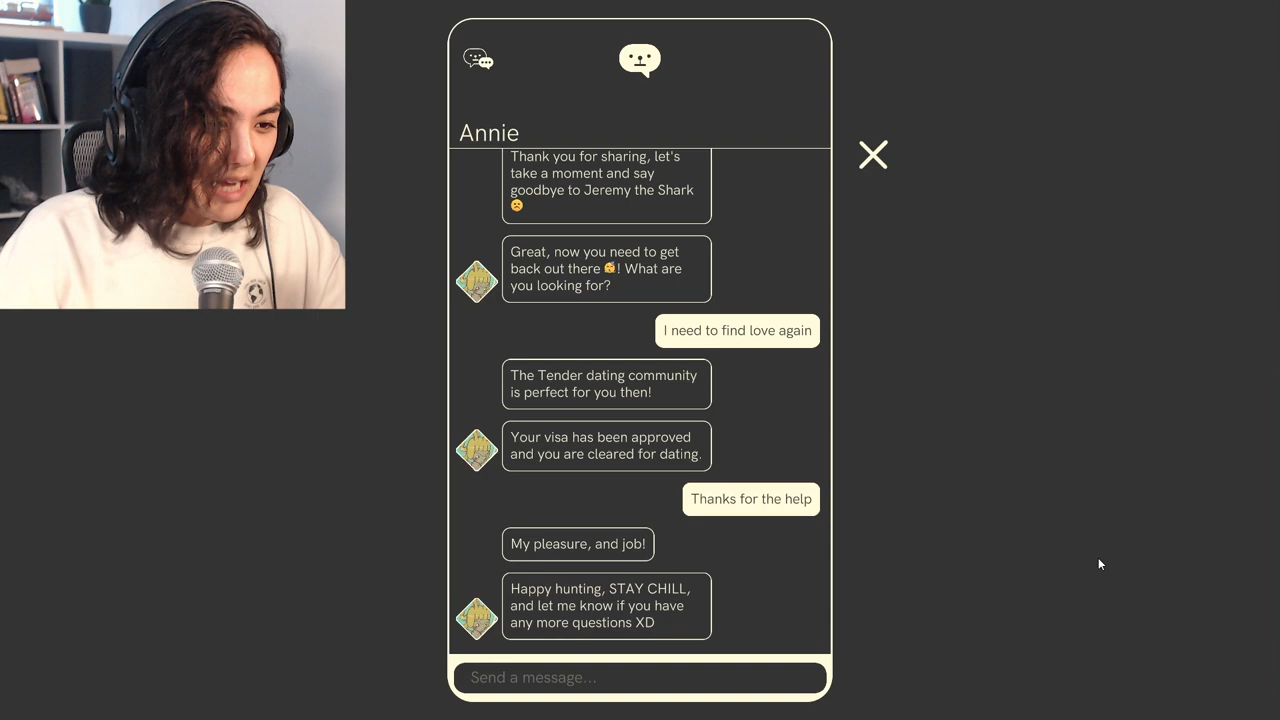 Annie
Thank you for sharing, let's
take a moment and say
goodbye to Jeremy the Shark
☹️
Great, now you need to get
back out there 🥳! What are
you looking for?
I need to find love again
The Tender dating community
is perfect for you then!
Your visa has been approved
and you are cleared for dating.
Thanks for the help
My pleasure, and job!
Happy hunting, STAY CHILL,
and let me know if you have
any more questions XD
Send a message...